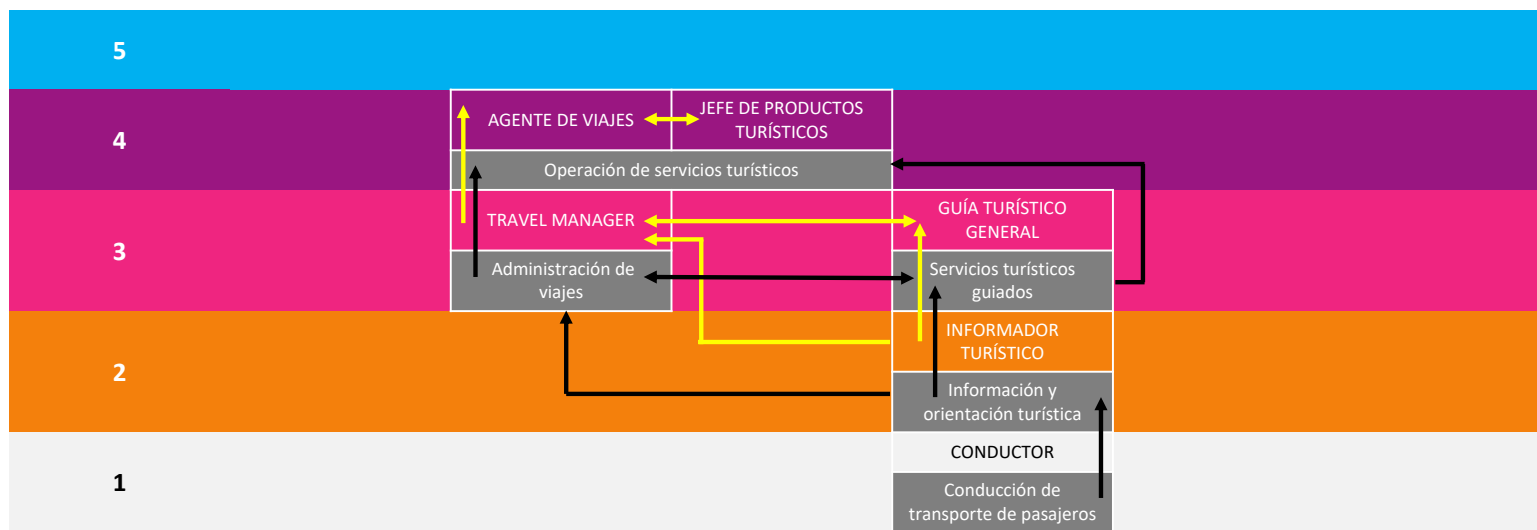 5
4
AGENTE DE VIAJES
JEFE DE PRODUCTOS
TURÍSTICOS
Operación de servicios turísticos
3
TRAVEL MANAGER
GUÍA TURÍSTICO
GENERAL
Administración de
viajes
Servicios turísticos
guiados
2
INFORMADOR
TURÍSTICO
Información y
orientación turística
1
CONDUCTOR
Conducción de
transporte de pasajeros